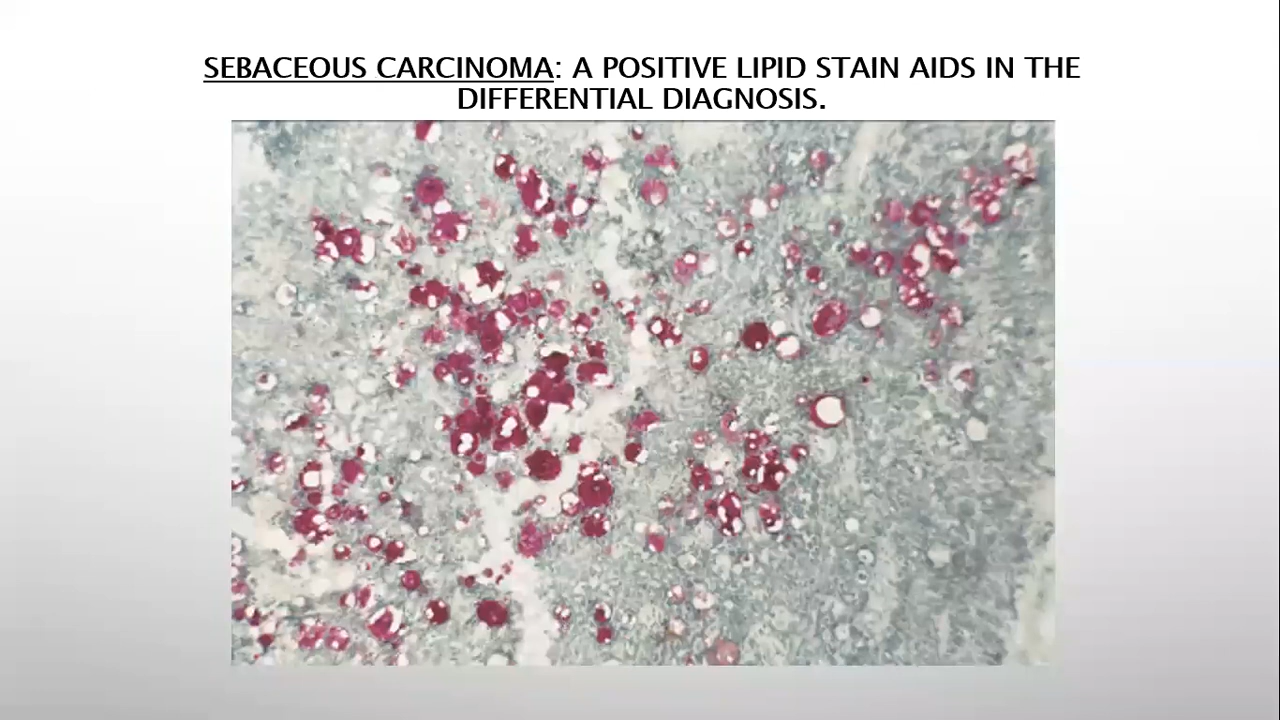 SEBACEOUS CARCINOMA: A POSITIVE LIPID STAIN AIDS IN THE
DIFFERENTIAL DIAGNOSIS.